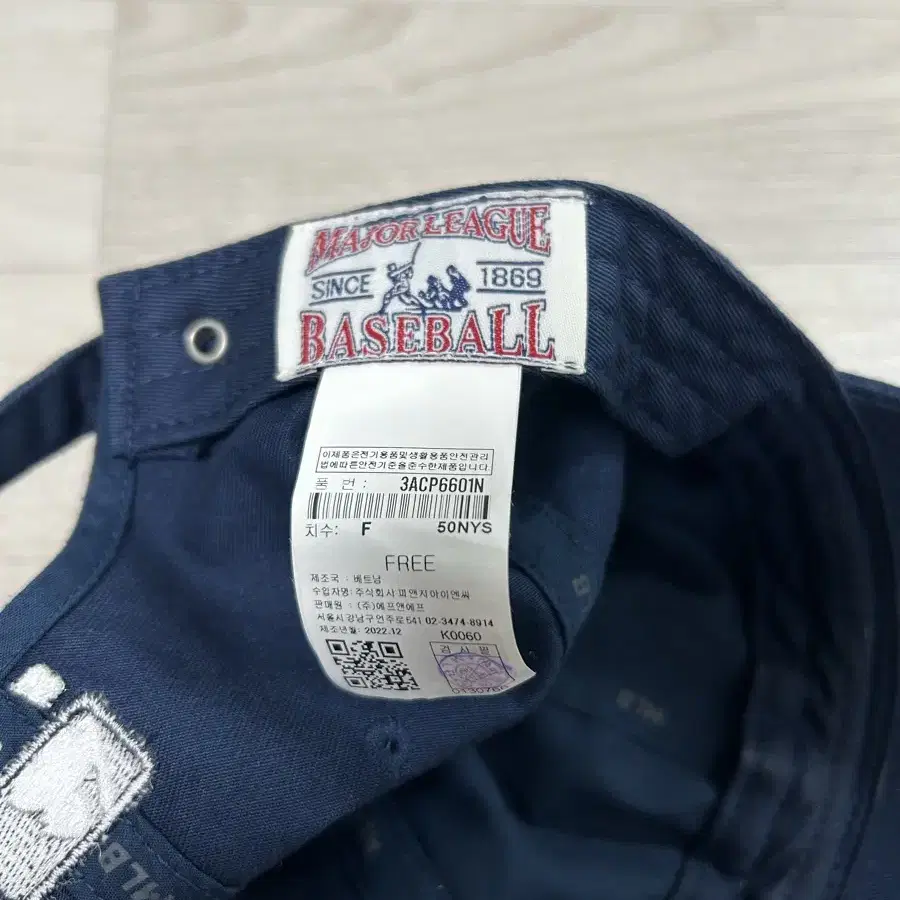 MAJOR LEAGUE
SINCE 1869
BASEBALL
이제품은전기용품및생활용품안전관리
법에따른안전기준을준수한제품입니다.
품 번 : 3ACP6601N
치수: F 50NYS
FREE
제조국 : 베트남
수입자명: 주식회사 피앤지아이엔씨
판매원 : (주)에프앤에프
서울시강남구언주로541 02-3474-8914
제조년월: 2022.12 K0060
검 사 필
MLB